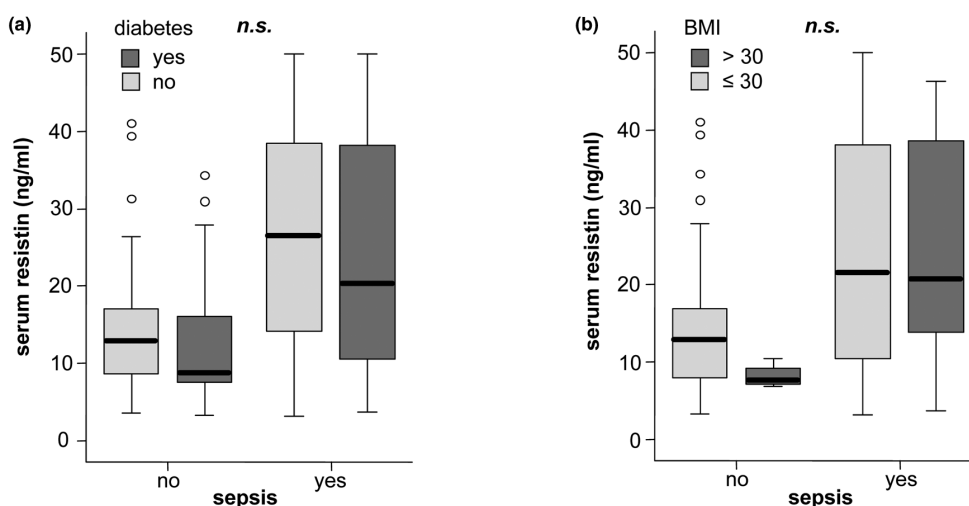 (a)
diabetes
n.s.
yes
no
50
40
30
20
10
0
serum resistin (ng/ml)
no
yes
sepsis
(b)
BMI
n.s.
> 30
≤ 30
50
40
30
20
10
0
serum resistin (ng/ml)
no
yes
sepsis